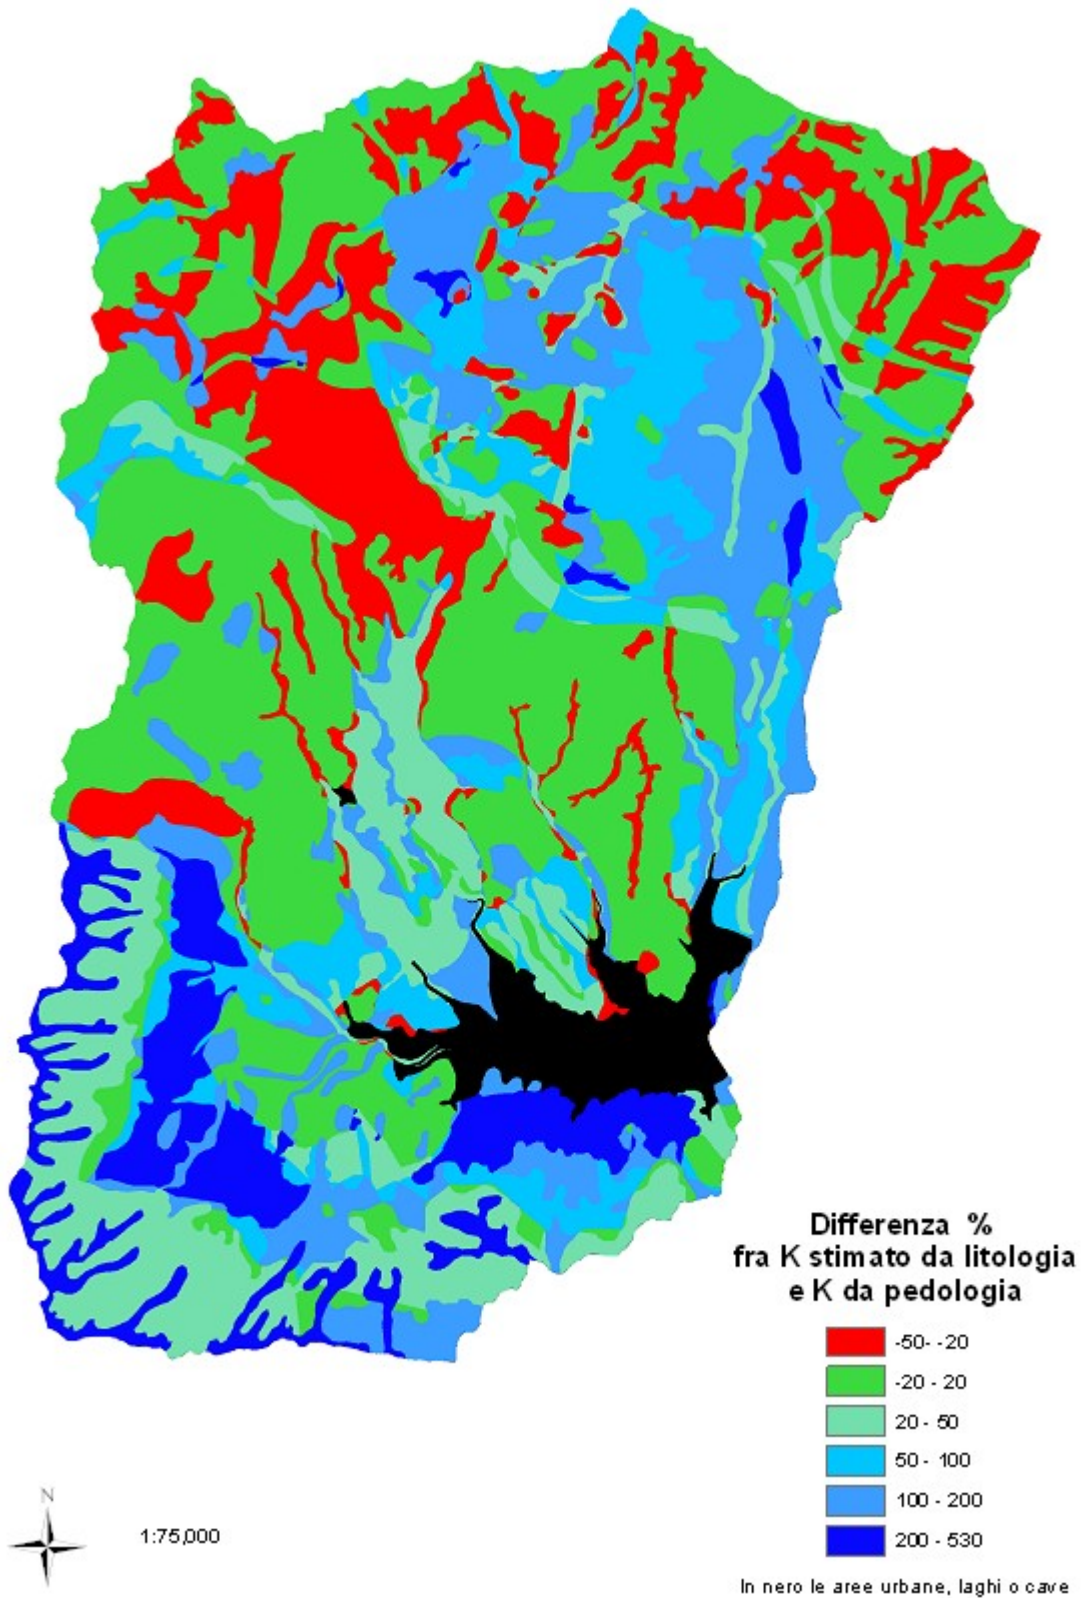 Differenza %
fra K stimato da litologia
e K da pedologia
-50- -20
-20 - 20
20 - 50
50 - 100
100 - 200
200 - 530
N
1:75,000
In nero le aree urbane, laghi o cave